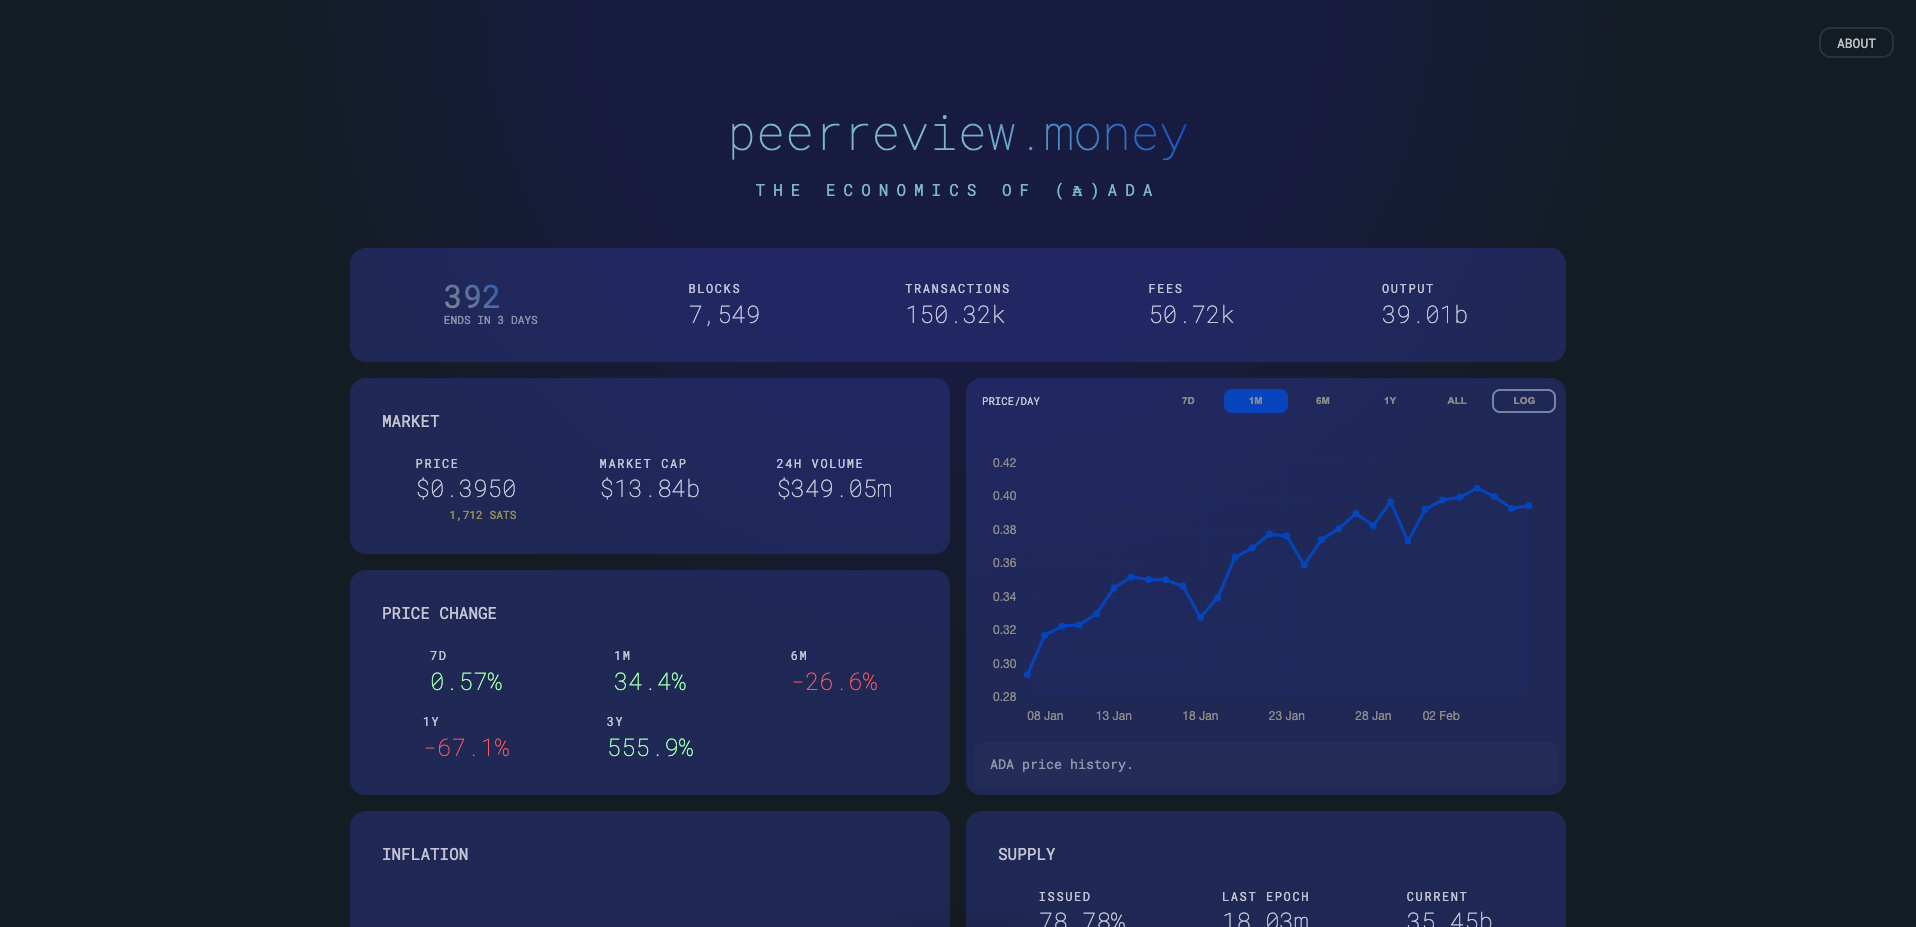 ABOUT
peerreview.money
THE ECONOMICS OF (₳)ADA
392
ENDS IN 3 DAYS
BLOCKS
7,549
TRANSACTIONS
150.32k
FEES
50.72k
OUTPUT
39.01b
MARKET
PRICE
$0.3950
1,712 SATS
MARKET CAP
$13.84b
24H VOLUME
$349.05m
PRICE/DAY
7D 1M 6M 1Y ALL LOG
0.42
0.40
0.38
0.36
0.34
0.32
0.30
0.28
08 Jan 13 Jan 18 Jan 23 Jan 28 Jan 02 Feb
ADA price history.
PRICE CHANGE
7D
0.57%
1M
34.4%
6M
-26.6%
1Y
-67.1%
3Y
555.9%
INFLATION
SUPPLY
ISSUED
78.78%
LAST EPOCH
18.03m
CURRENT
35.45b